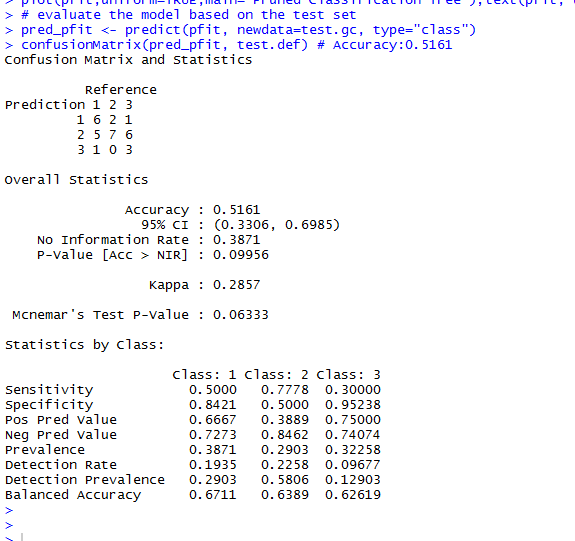 > plot(pfit,uniform=TRUE,main="Pruned Classification Tree");text(pfit,
> # evaluate the model based on the test set
> pred_pfit <- predict(pfit, newdata=test.gc, type="class")
> confusionMatrix(pred_pfit, test.def) # Accuracy:0.5161
Confusion Matrix and Statistics
Reference
Prediction 1 2 3
1 6 2 1
2 5 7 6
3 1 0 3
Overall Statistics
Accuracy : 0.5161
95% CI : (0.3306, 0.6985)
No Information Rate : 0.3871
P-Value [Acc > NIR] : 0.09956
Kappa : 0.2857
Mcnemar's Test P-Value : 0.06333
Statistics by Class:
Class: 1 Class: 2 Class: 3
Sensitivity 0.5000 0.7778 0.30000
Specificity 0.8421 0.5000 0.95238
Pos Pred Value 0.6667 0.3889 0.75000
Neg Pred Value 0.7273 0.8462 0.74074
Prevalence 0.3871 0.2903 0.32258
Detection Rate 0.1935 0.2258 0.09677
Detection Prevalence 0.2903 0.5806 0.12903
Balanced Accuracy 0.6711 0.6389 0.62619
>
>
>